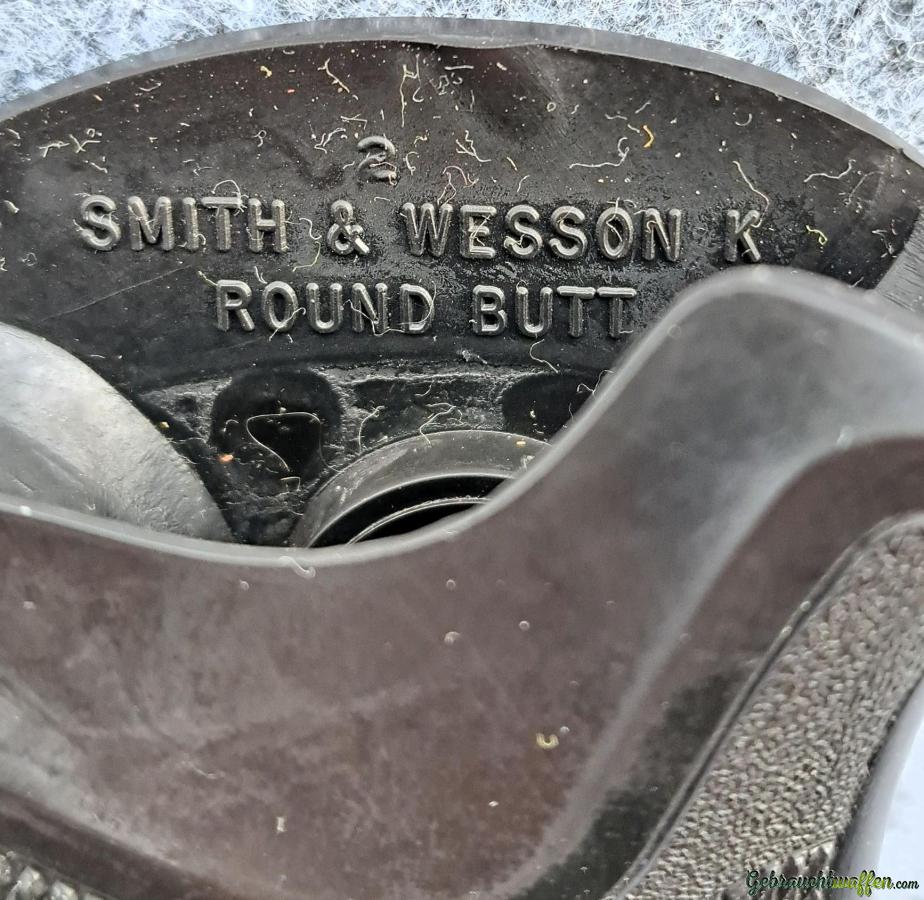 2
SMITH & WESSON K
ROUND BUTT
Gebrauchtwaffen.com